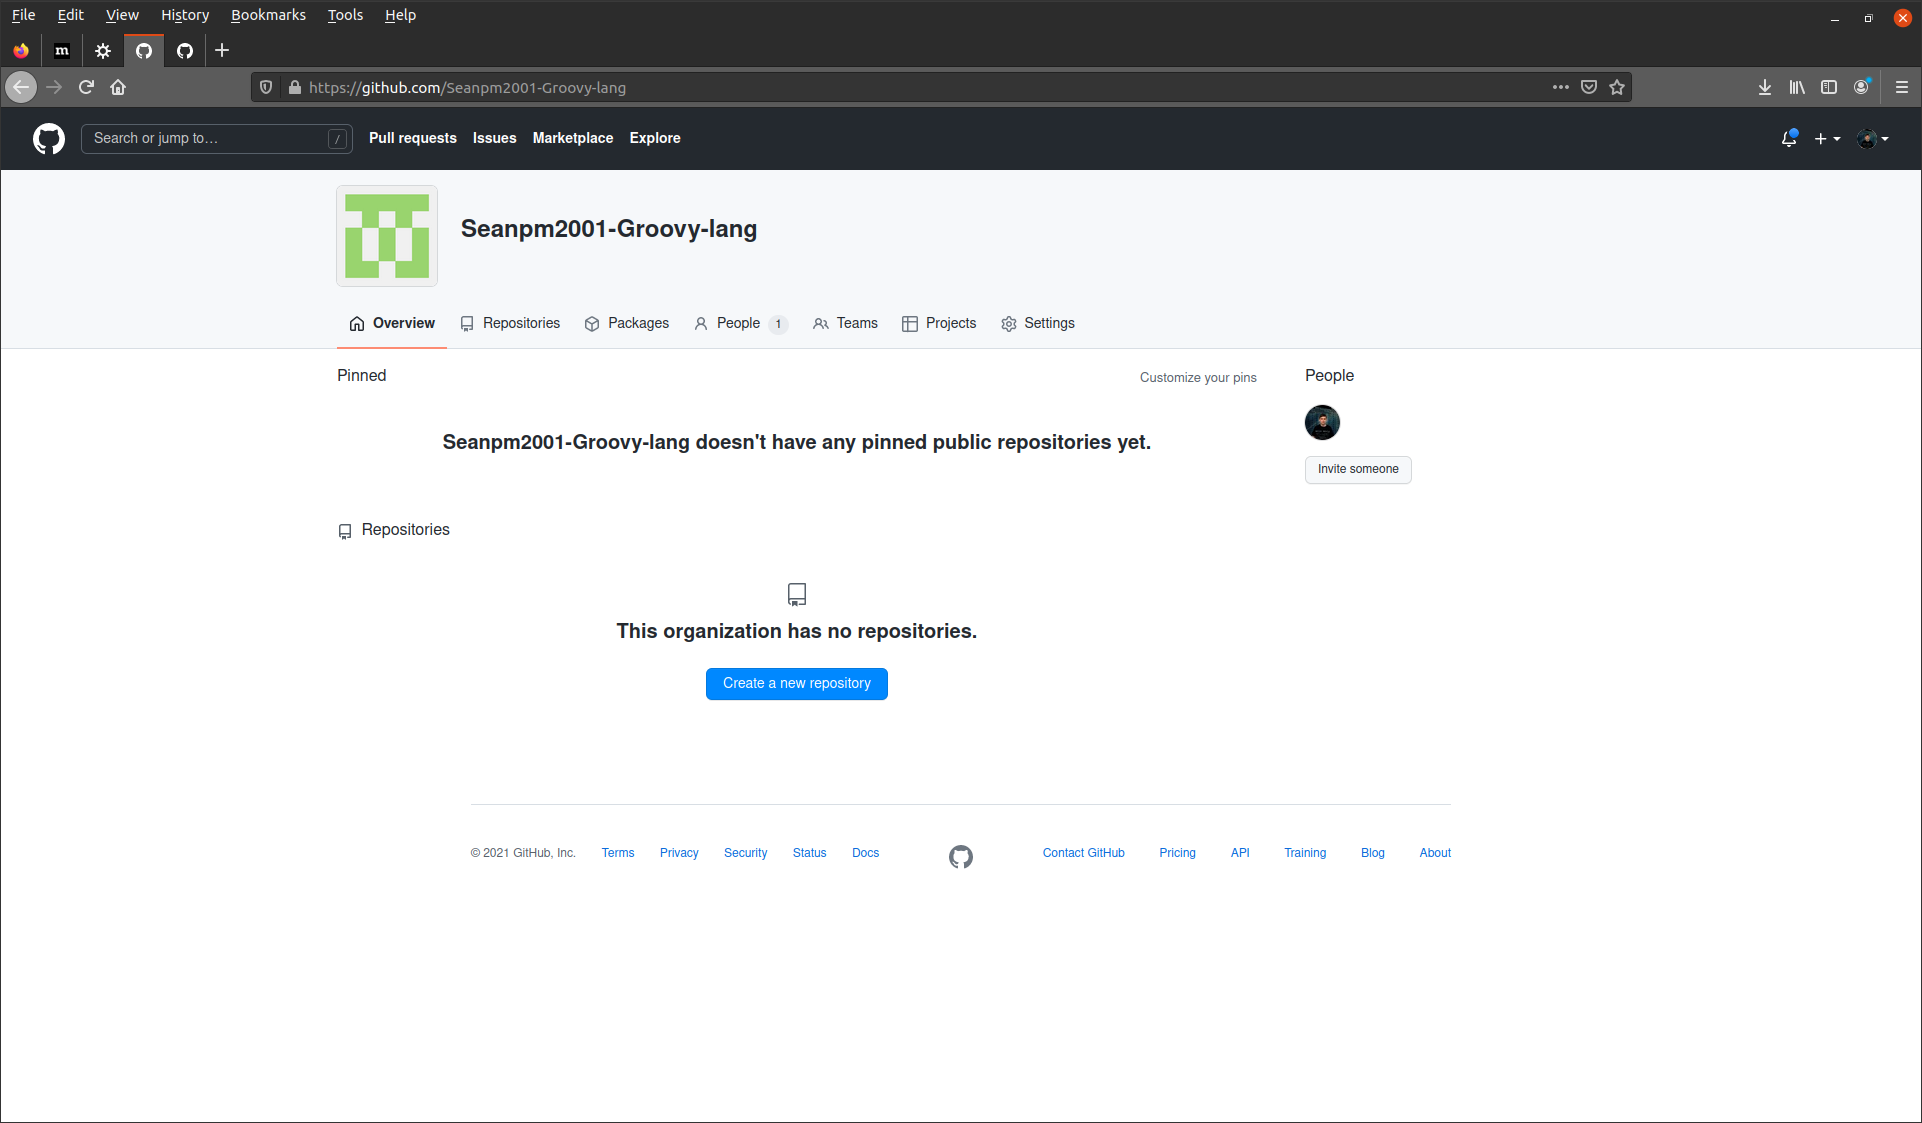 File Edit View History Bookmarks Tools Help
m
https://github.com/Seanpm2001-Groovy-lang
Search or jump to… / Pull requests Issues Marketplace Explore
Seanpm2001-Groovy-lang
Overview Repositories Packages People 1 Teams Projects Settings
Pinned Customize your pins People
Seanpm2001-Groovy-lang doesn't have any pinned public repositories yet.
Invite someone
Repositories
This organization has no repositories.
Create a new repository
© 2021 GitHub, Inc. Terms Privacy Security Status Docs Contact GitHub Pricing API Training Blog About